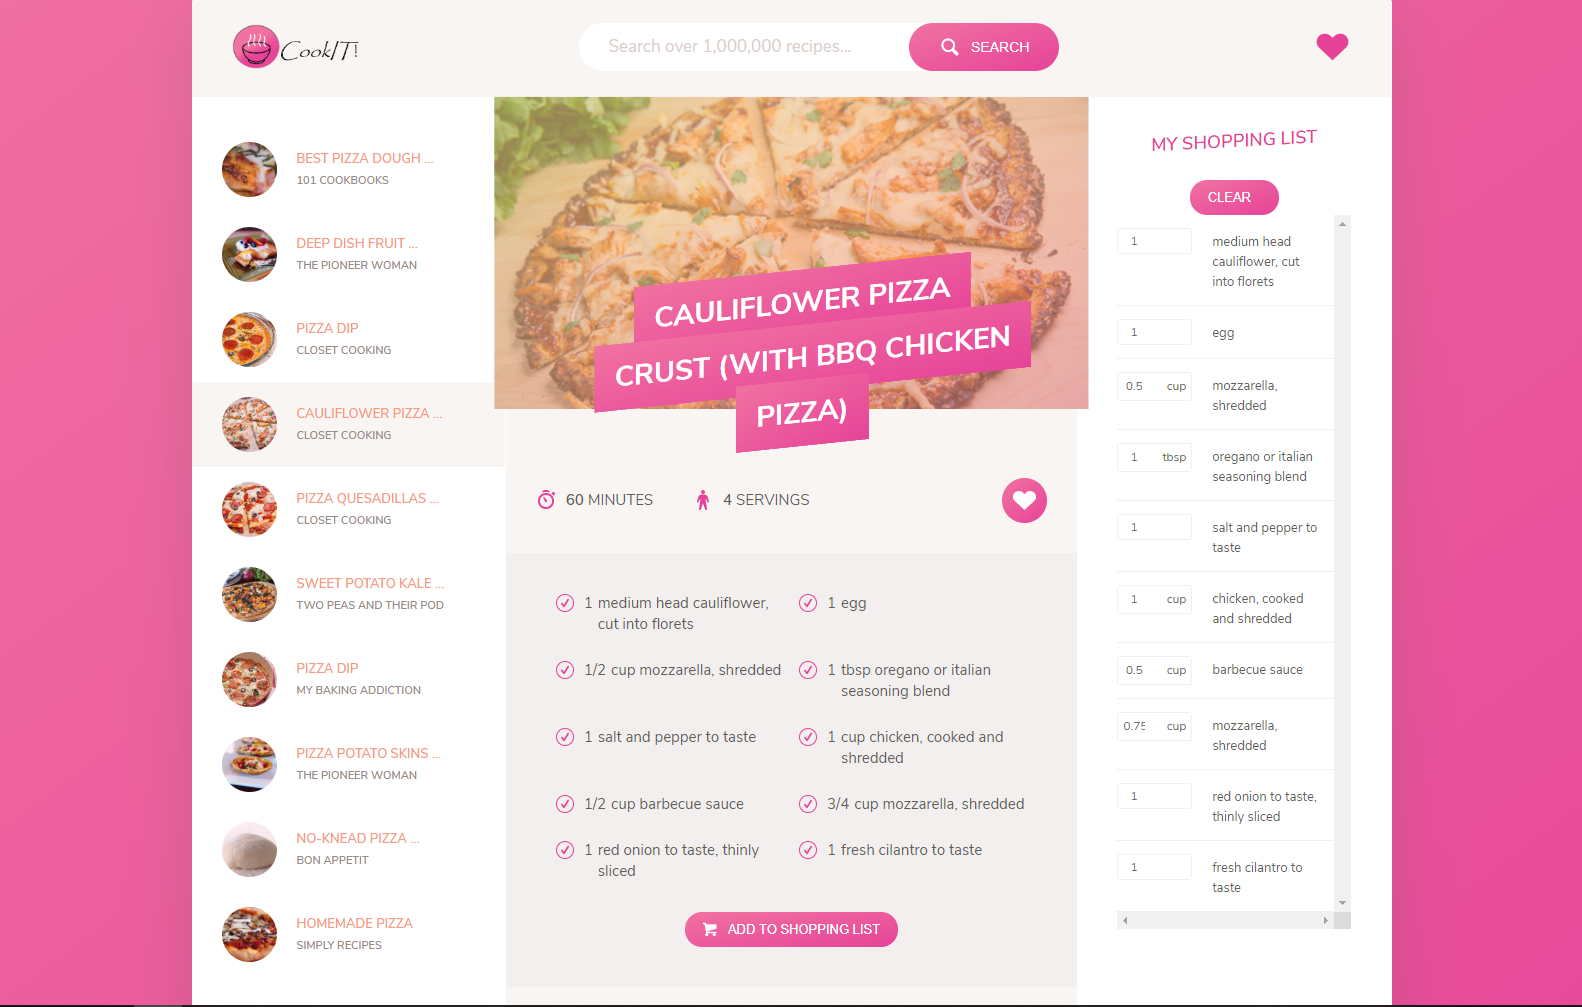 CookIT!
Search over 1,000,000 recipes...
SEARCH
BEST PIZZA DOUGH ...
101 COOKBOOKS
DEEP DISH FRUIT ...
THE PIONEER WOMAN
PIZZA DIP
CLOSET COOKING
CAULIFLOWER PIZZA ...
CLOSET COOKING
PIZZA QUESADILLAS ...
CLOSET COOKING
SWEET POTATO KALE ...
TWO PEAS AND THEIR POD
PIZZA DIP
MY BAKING ADDICTION
PIZZA POTATO SKINS ...
THE PIONEER WOMAN
NO-KNEAD PIZZA ...
BON APPETIT
HOMEMADE PIZZA
SIMPLY RECIPES
CAULIFLOWER PIZZA
CRUST (WITH BBQ CHICKEN
PIZZA)
60 MINUTES
4 SERVINGS
1 medium head cauliflower,
cut into florets
1 egg
1/2 cup mozzarella, shredded
1 tbsp oregano or italian
seasoning blend
1 salt and pepper to taste
1 cup chicken, cooked and
shredded
1/2 cup barbecue sauce
3/4 cup mozzarella, shredded
1 red onion to taste, thinly
sliced
1 fresh cilantro to taste
ADD TO SHOPPING LIST
MY SHOPPING LIST
CLEAR
1 medium head
cauliflower, cut
into florets
1 egg
0.5 cup mozzarella,
shredded
1 tbsp oregano or italian
seasoning blend
1 salt and pepper to
taste
1 cup chicken, cooked
and shredded
0.5 cup barbecue sauce
0.75 cup mozzarella,
shredded
1 red onion to taste,
thinly sliced
1 fresh cilantro to
taste